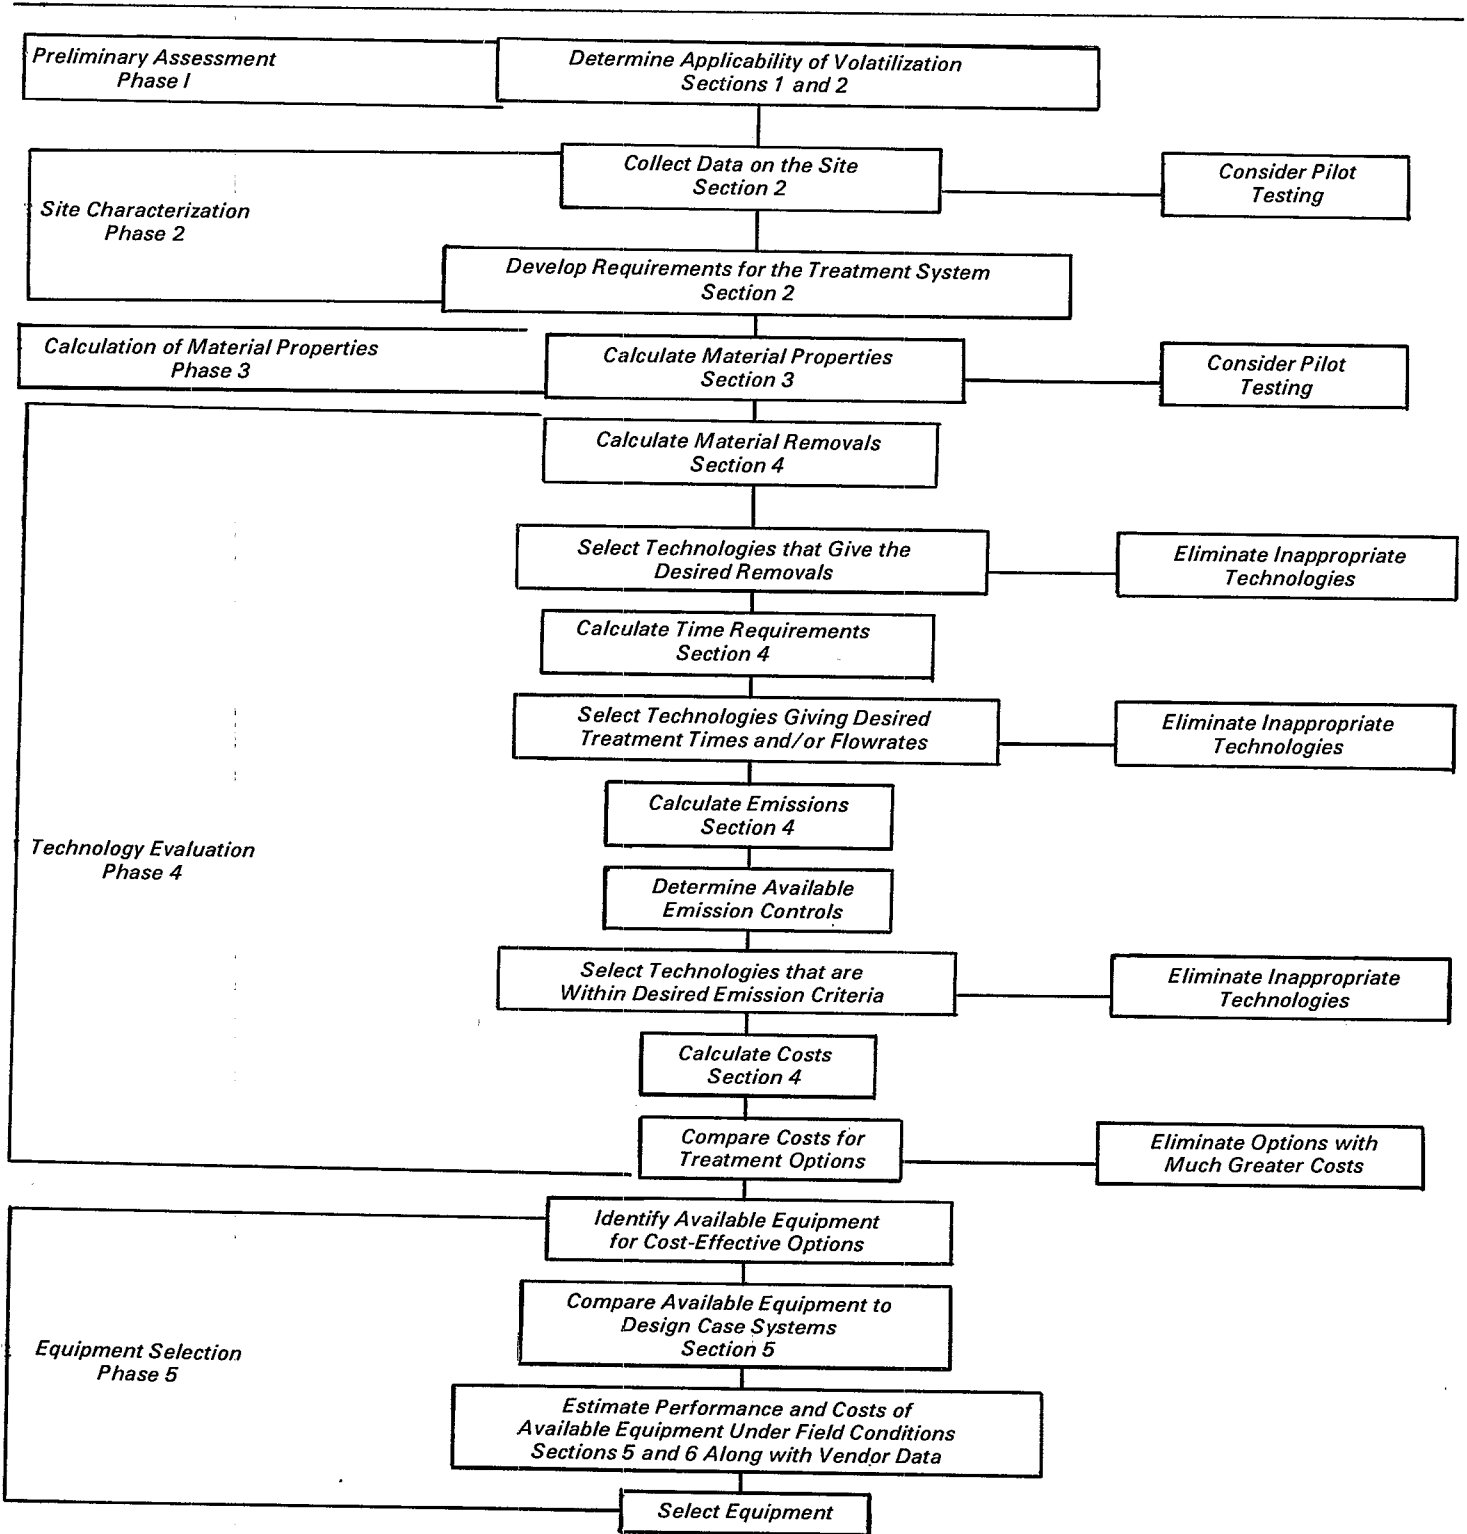 Preliminary Assessment
Phase I
Determine Applicability of Volatilization
Sections 1 and 2
Collect Data on the Site
Section 2
Consider Pilot
Testing
Site Characterization
Phase 2
Develop Requirements for the Treatment System
Section 2
Calculation of Material Properties
Phase 3
Calculate Material Properties
Section 3
Consider Pilot
Testing
Calculate Material Removals
Section 4
Select Technologies that Give the
Desired Removals
Eliminate Inappropriate
Technologies
Calculate Time Requirements
Section 4
Select Technologies Giving Desired
Treatment Times and/or Flowrates
Eliminate Inappropriate
Technologies
Calculate Emissions
Section 4
Technology Evaluation
Phase 4
Determine Available
Emission Controls
Select Technologies that are
Within Desired Emission Criteria
Eliminate Inappropriate
Technologies
Calculate Costs
Section 4
Compare Costs for
Treatment Options
Eliminate Options with
Much Greater Costs
Identify Available Equipment
for Cost-Effective Options
Compare Available Equipment to
Design Case Systems
Section 5
Equipment Selection
Phase 5
Estimate Performance and Costs of
Available Equipment Under Field Conditions
Sections 5 and 6 Along with Vendor Data
Select Equipment